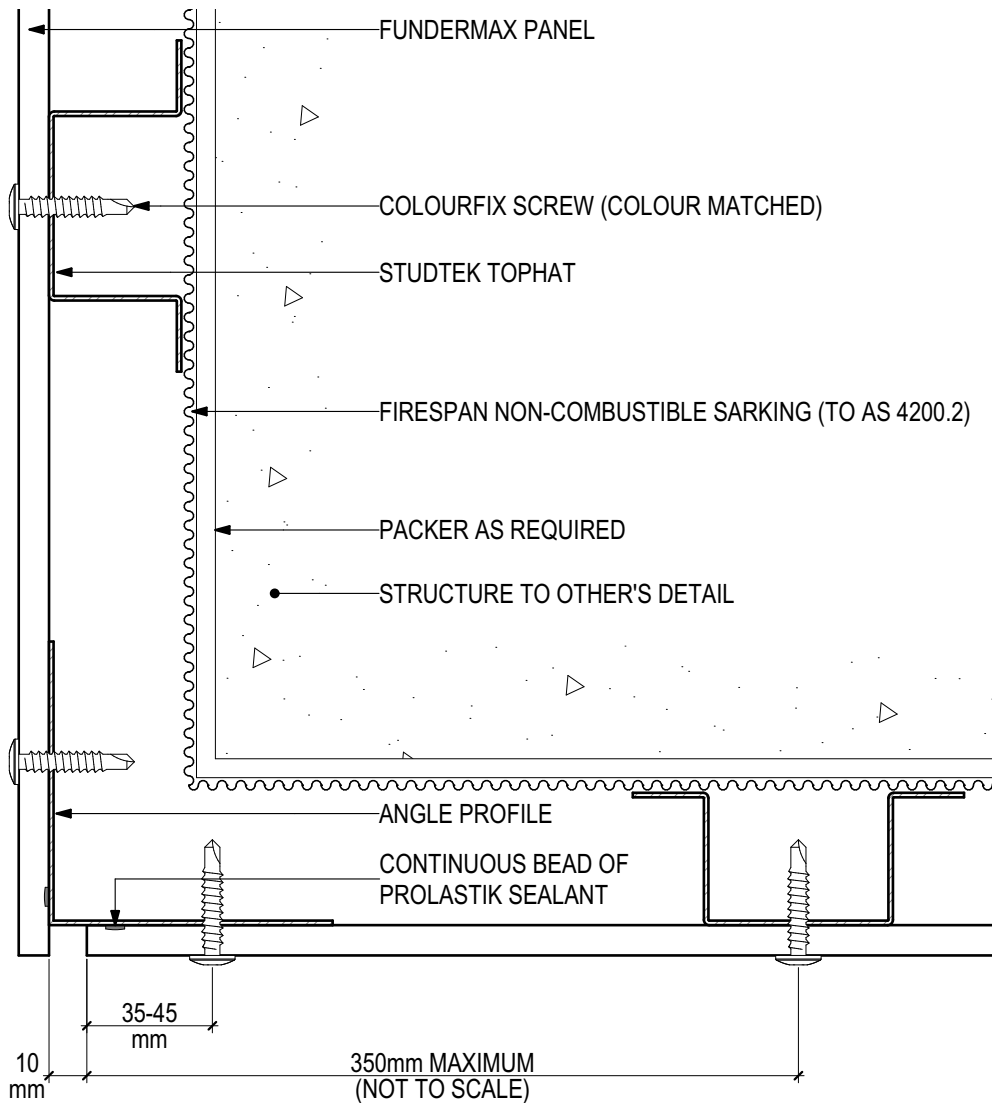 FUNDERMAX PANEL
COLOURFIX SCREW (COLOUR MATCHED)
STUDTEK TOPHAT
FIRESPAN NON-COMBUSTIBLE SARKING (TO AS 4200.2)
PACKER AS REQUIRED
STRUCTURE TO OTHER'S DETAIL
ANGLE PROFILE
CONTINUOUS BEAD OF
PROLASTIK SEALANT
35-45
mm
10
mm
350mm MAXIMUM
(NOT TO SCALE)